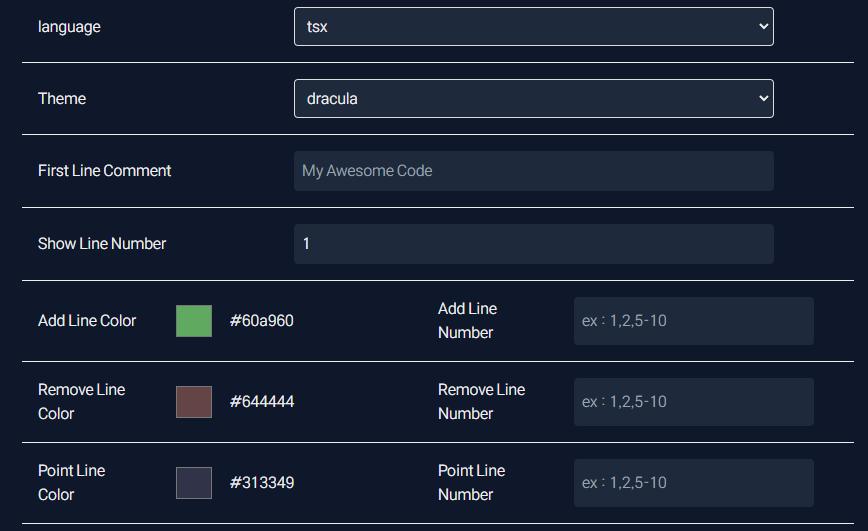 language
tsx
Theme
dracula
First Line Comment
My Awesome Code
Show Line Number
1
Add Line Color
#60a960
Add Line
Number
ex : 1,2,5-10
Remove Line
Color
#644444
Remove Line
Number
ex : 1,2,5-10
Point Line
Color
#313349
Point Line
Number
ex : 1,2,5-10